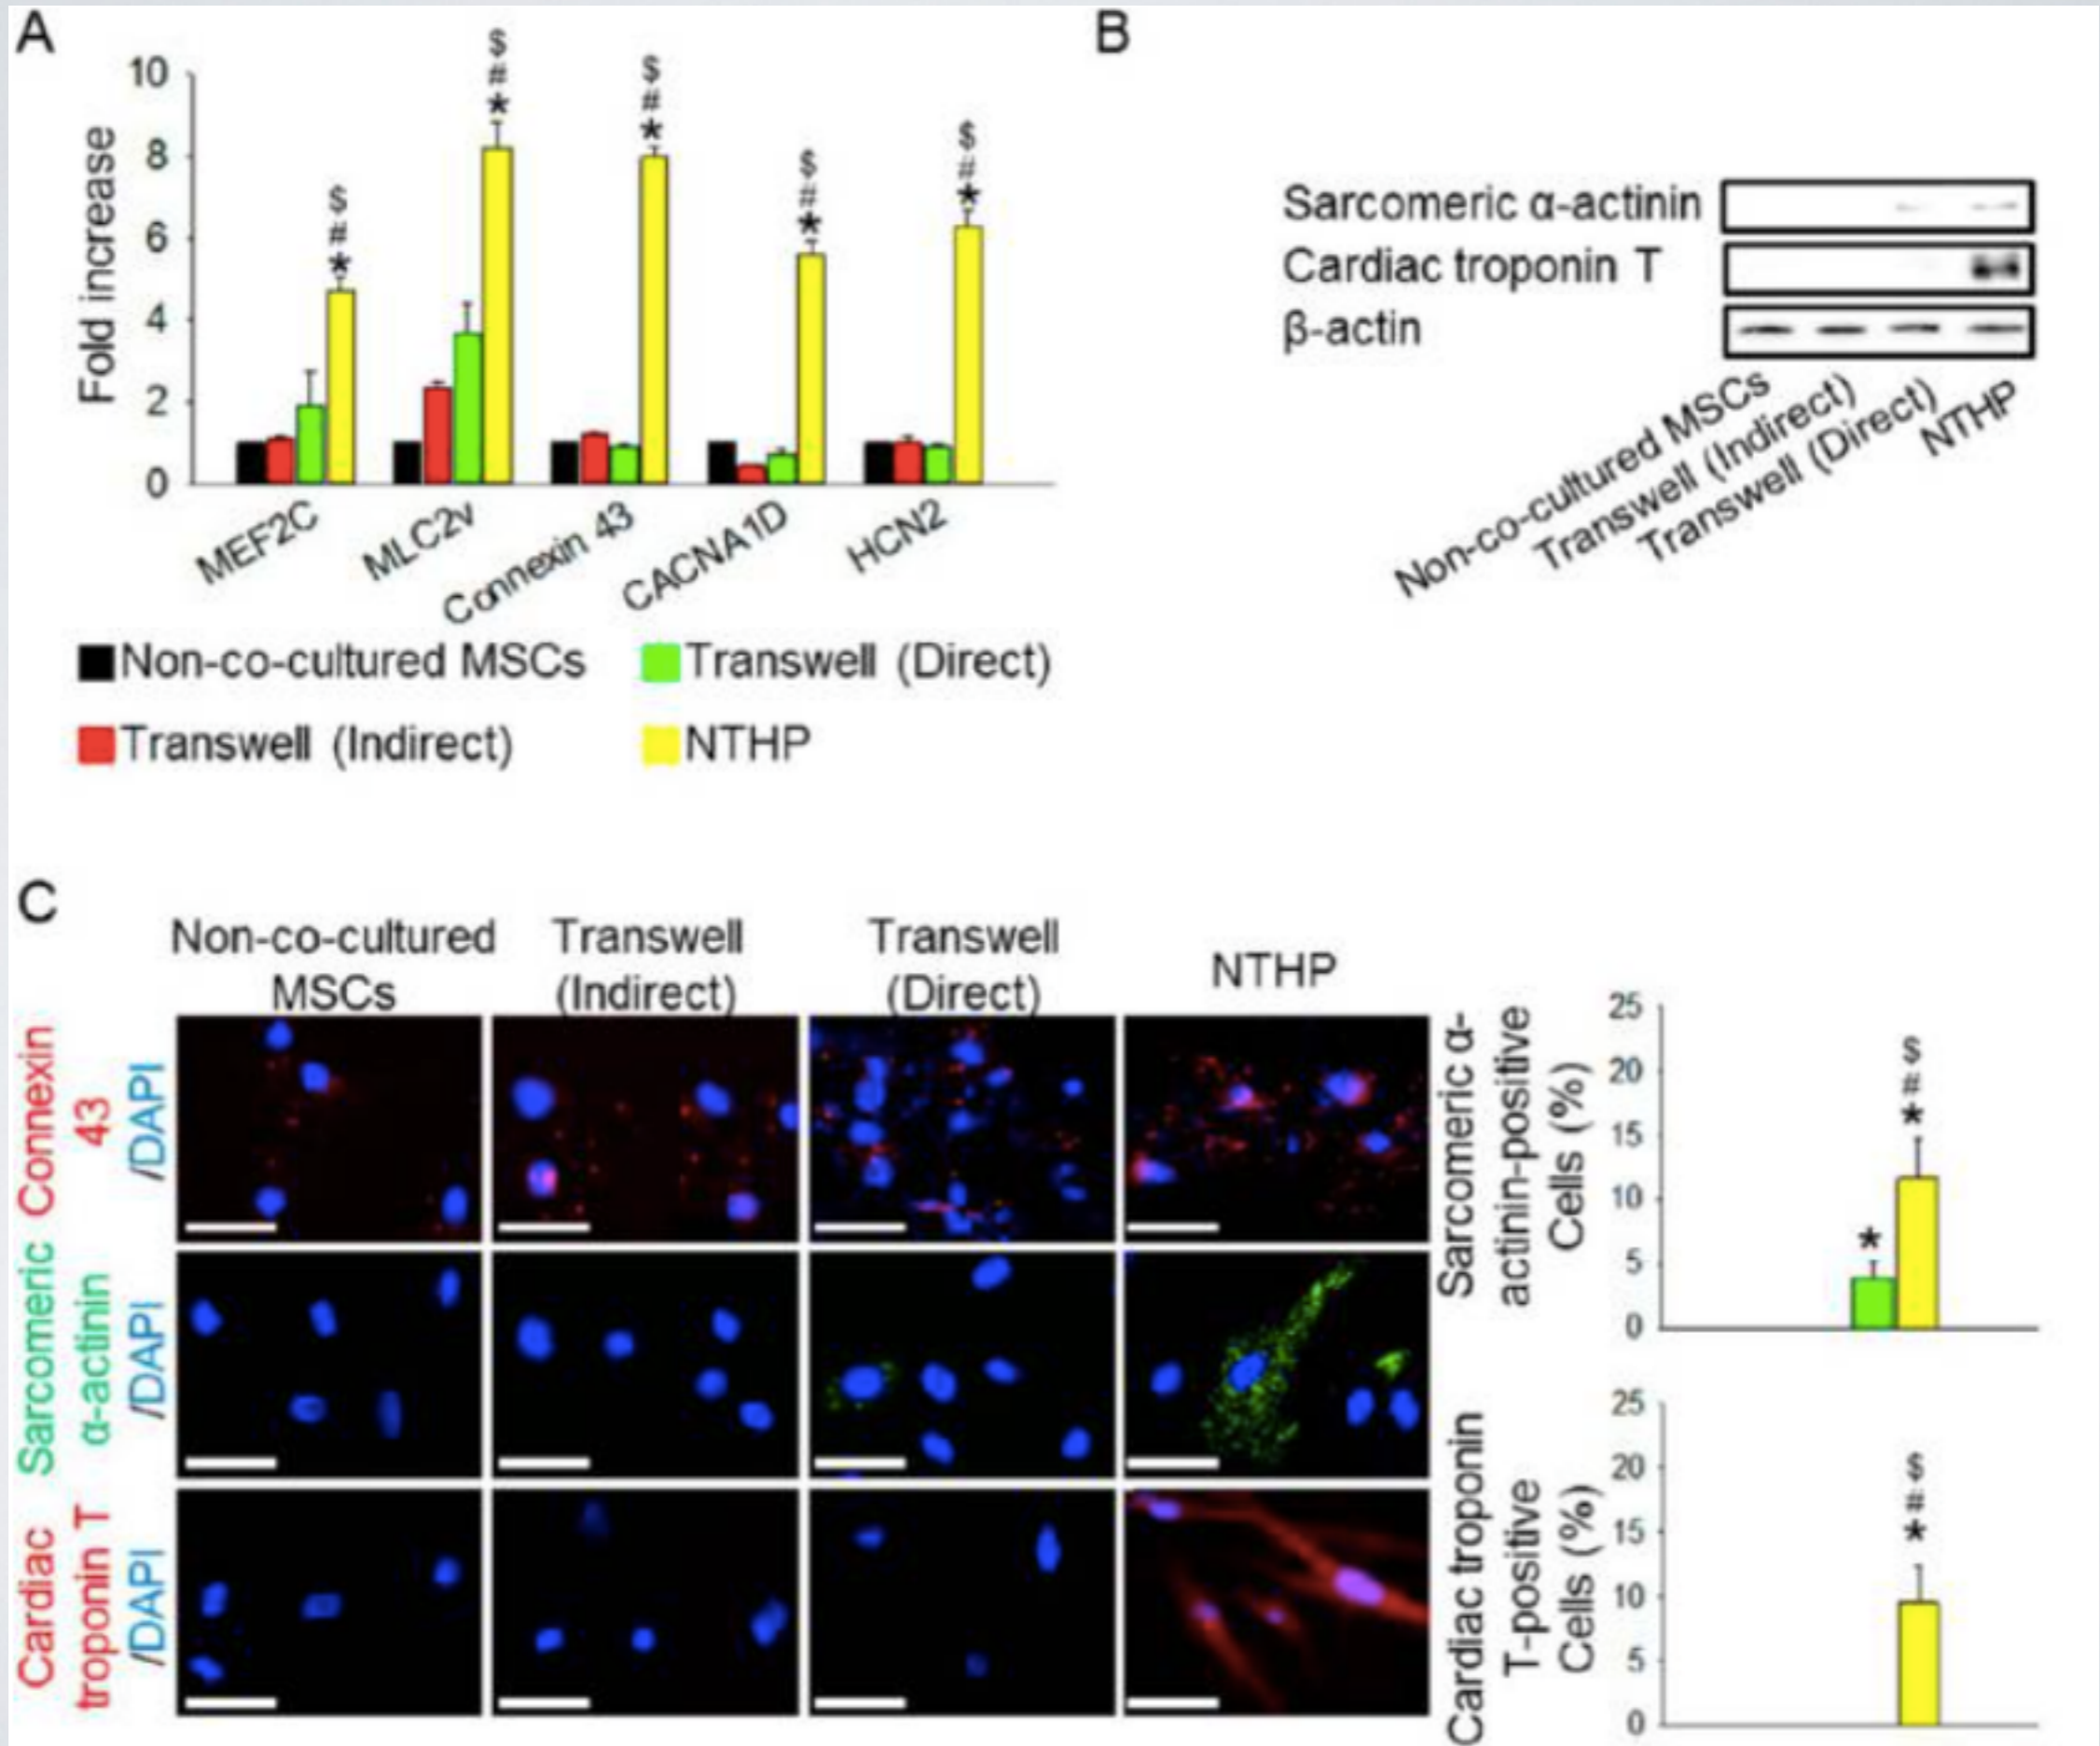 A
10
8
6
4
2
0
Fold increase
$
#
*
$
#
*
$
#
*
$
#
*
$
#
*
MEF2C
MLC2v
Connexin 43
CACNA1D
HCN2
Non-co-cultured MSCs
Transwell (Direct)
Transwell (Indirect)
NTHP
B
Sarcomeric α-actinin
Cardiac troponin T
β-actin
Non-co-cultured MSCs
Transwell (Indirect)
Transwell (Direct)
NTHP
C
Non-co-cultured
MSCs
Transwell
(Indirect)
Transwell
(Direct)
NTHP
Connexin
43
/DAPI
Sarcomeric
α-actinin
/DAPI
Cardiac
troponin T
/DAPI
Sarcomeric α-
actinin-positive
Cells (%)
25
20
15
10
5
0
*
$
#
*
Cardiac troponin
T-positive
Cells (%)
25
20
15
10
5
0
$
#
*